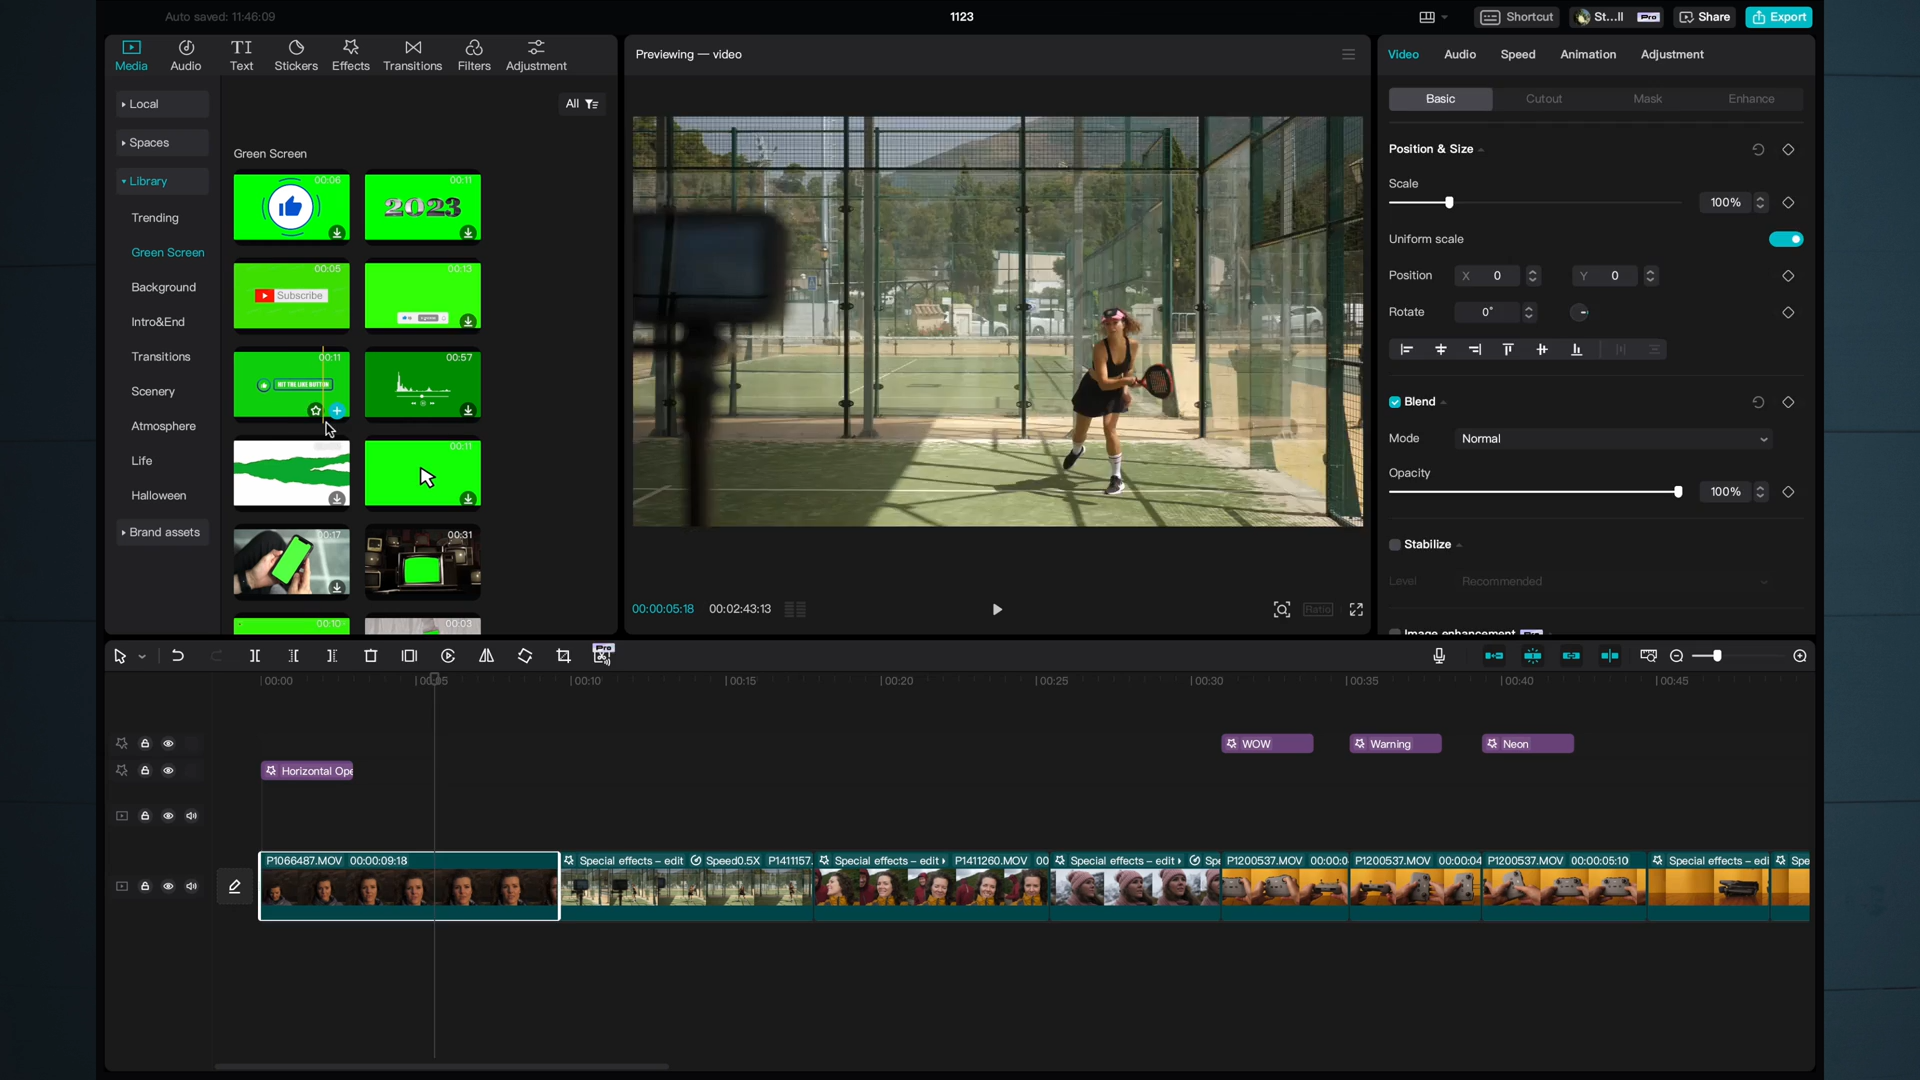 Auto saved: 11:46:09
1123
Shortcut
St...ll
Pro
Share
Export
Media
Audio
Text
Stickers
Effects
Transitions
Filters
Adjustment
Previewing — video
Video
Audio
Speed
Animation
Adjustment
Local
Spaces
Library
Trending
Green Screen
Background
Intro&End
Transitions
Scenery
Atmosphere
Life
Halloween
Brand assets
All
Green Screen
00:06
00:11
2023
00:05
Subscribe
00:13
00:11
HIT THE LIKE BUTTON
00:57
00:11
00:17
00:31
00:10
00:03
00:00:05:18
00:02:43:13
Ratio
Basic
Cutout
Mask
Enhance
Position & Size
Scale
100%
Uniform scale
Position
X 0
Y 0
Rotate
0°
Blend
Mode
Normal
Opacity
100%
Stabilize
Level
Recommended
Image enhancement
Pro
Pro
00:00
00:05
00:10
00:15
00:20
00:25
00:30
00:35
00:40
00:45
WOW
Warning
Neon
Horizontal Ope
P1066487.MOV 00:00:09:18
Special effects – edit
Speed0.5X
P1411157.
Special effects – edit
P1411260.MOV 00
Special effects – edit
Spe
P1200537.MOV 00:00:0
P1200537.MOV 00:00:04
P1200537.MOV 00:00:05:10
Special effects – edi
Spe